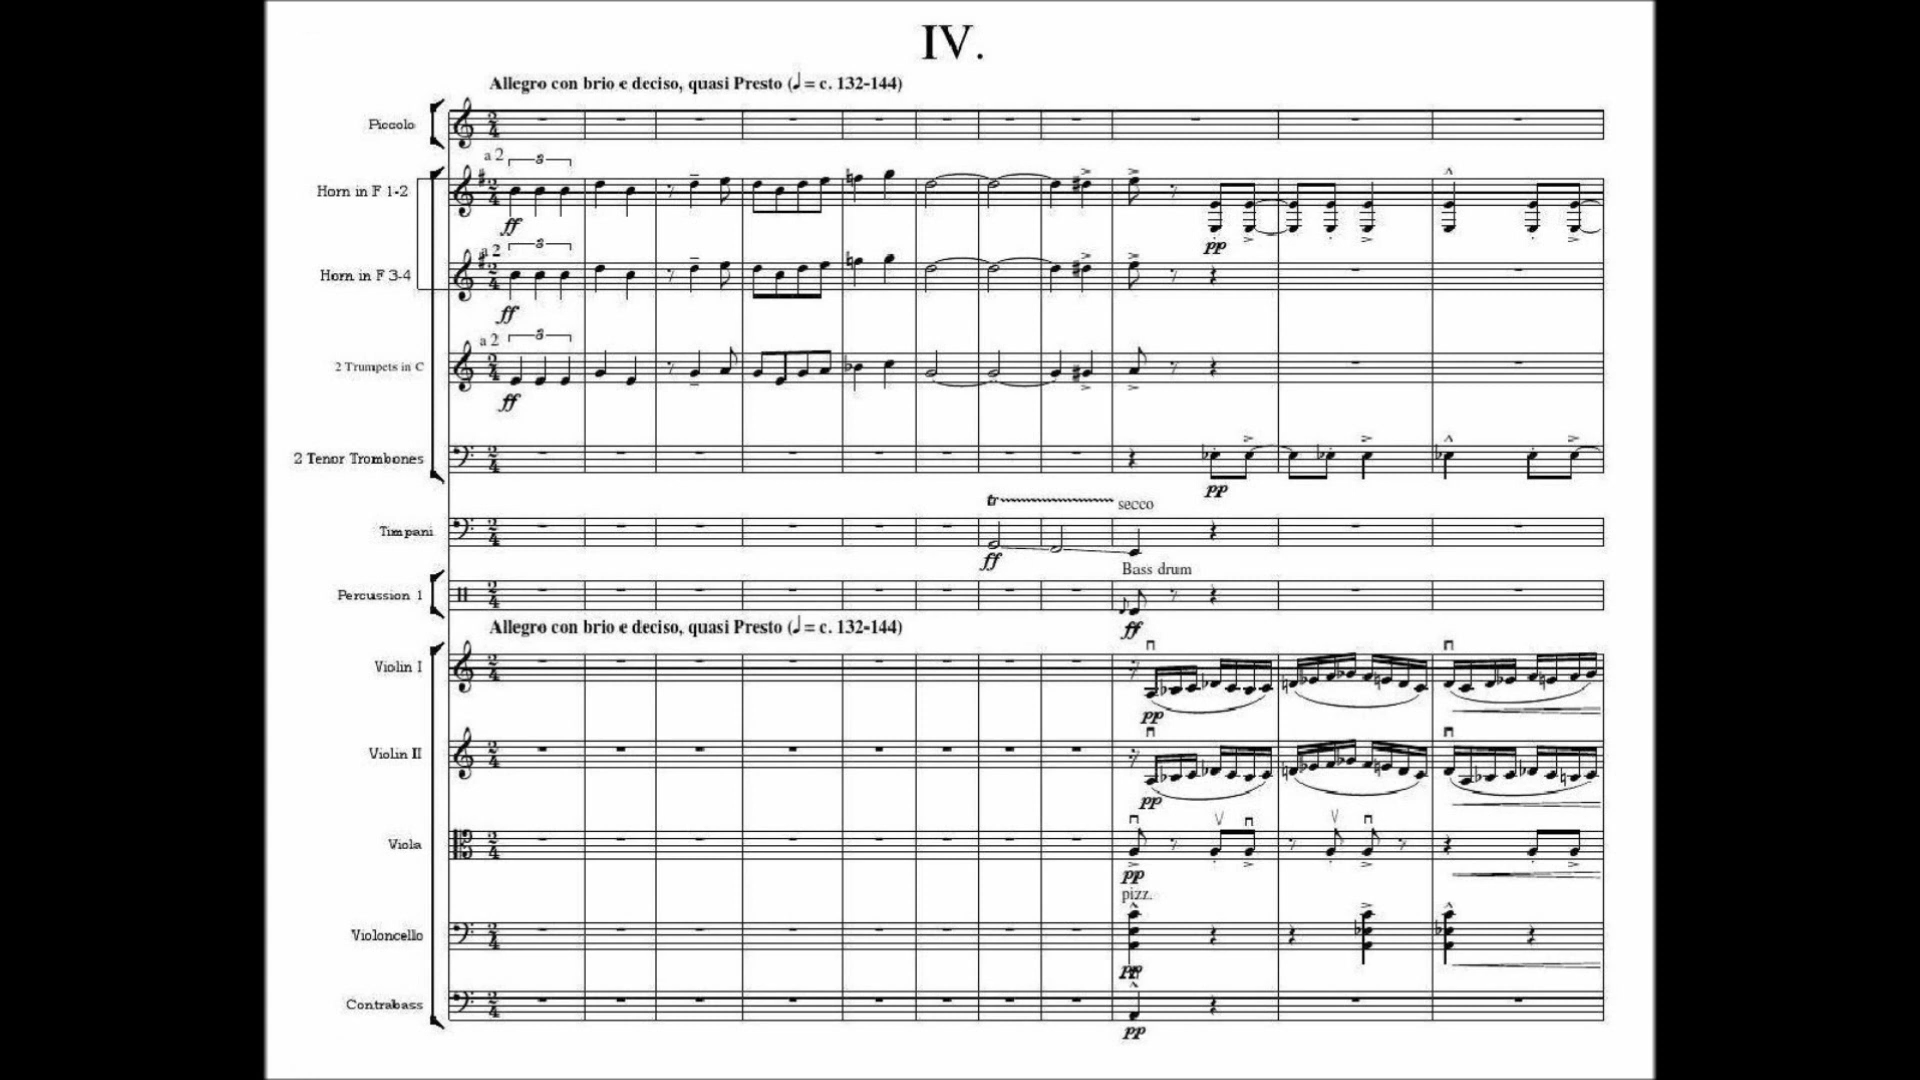 IV.
Allegro con brio e deciso, quasi Presto (♩ = c. 132-144)
Piccolo
a 2 3
Horn in F 1-2
ff
pp
a 2 3
Horn in F 3-4
ff
a 2 3
2 Trumpets in C
ff
2 Tenor Trombones
pp
tr secco
Timpani
ff
Bass drum
Percussion 1
ff
Allegro con brio e deciso, quasi Presto (♩ = c. 132-144)
Violin I
pp
Violin II
pp
Viola
pp
pizz.
Violoncello
pp
Contrabass
pp